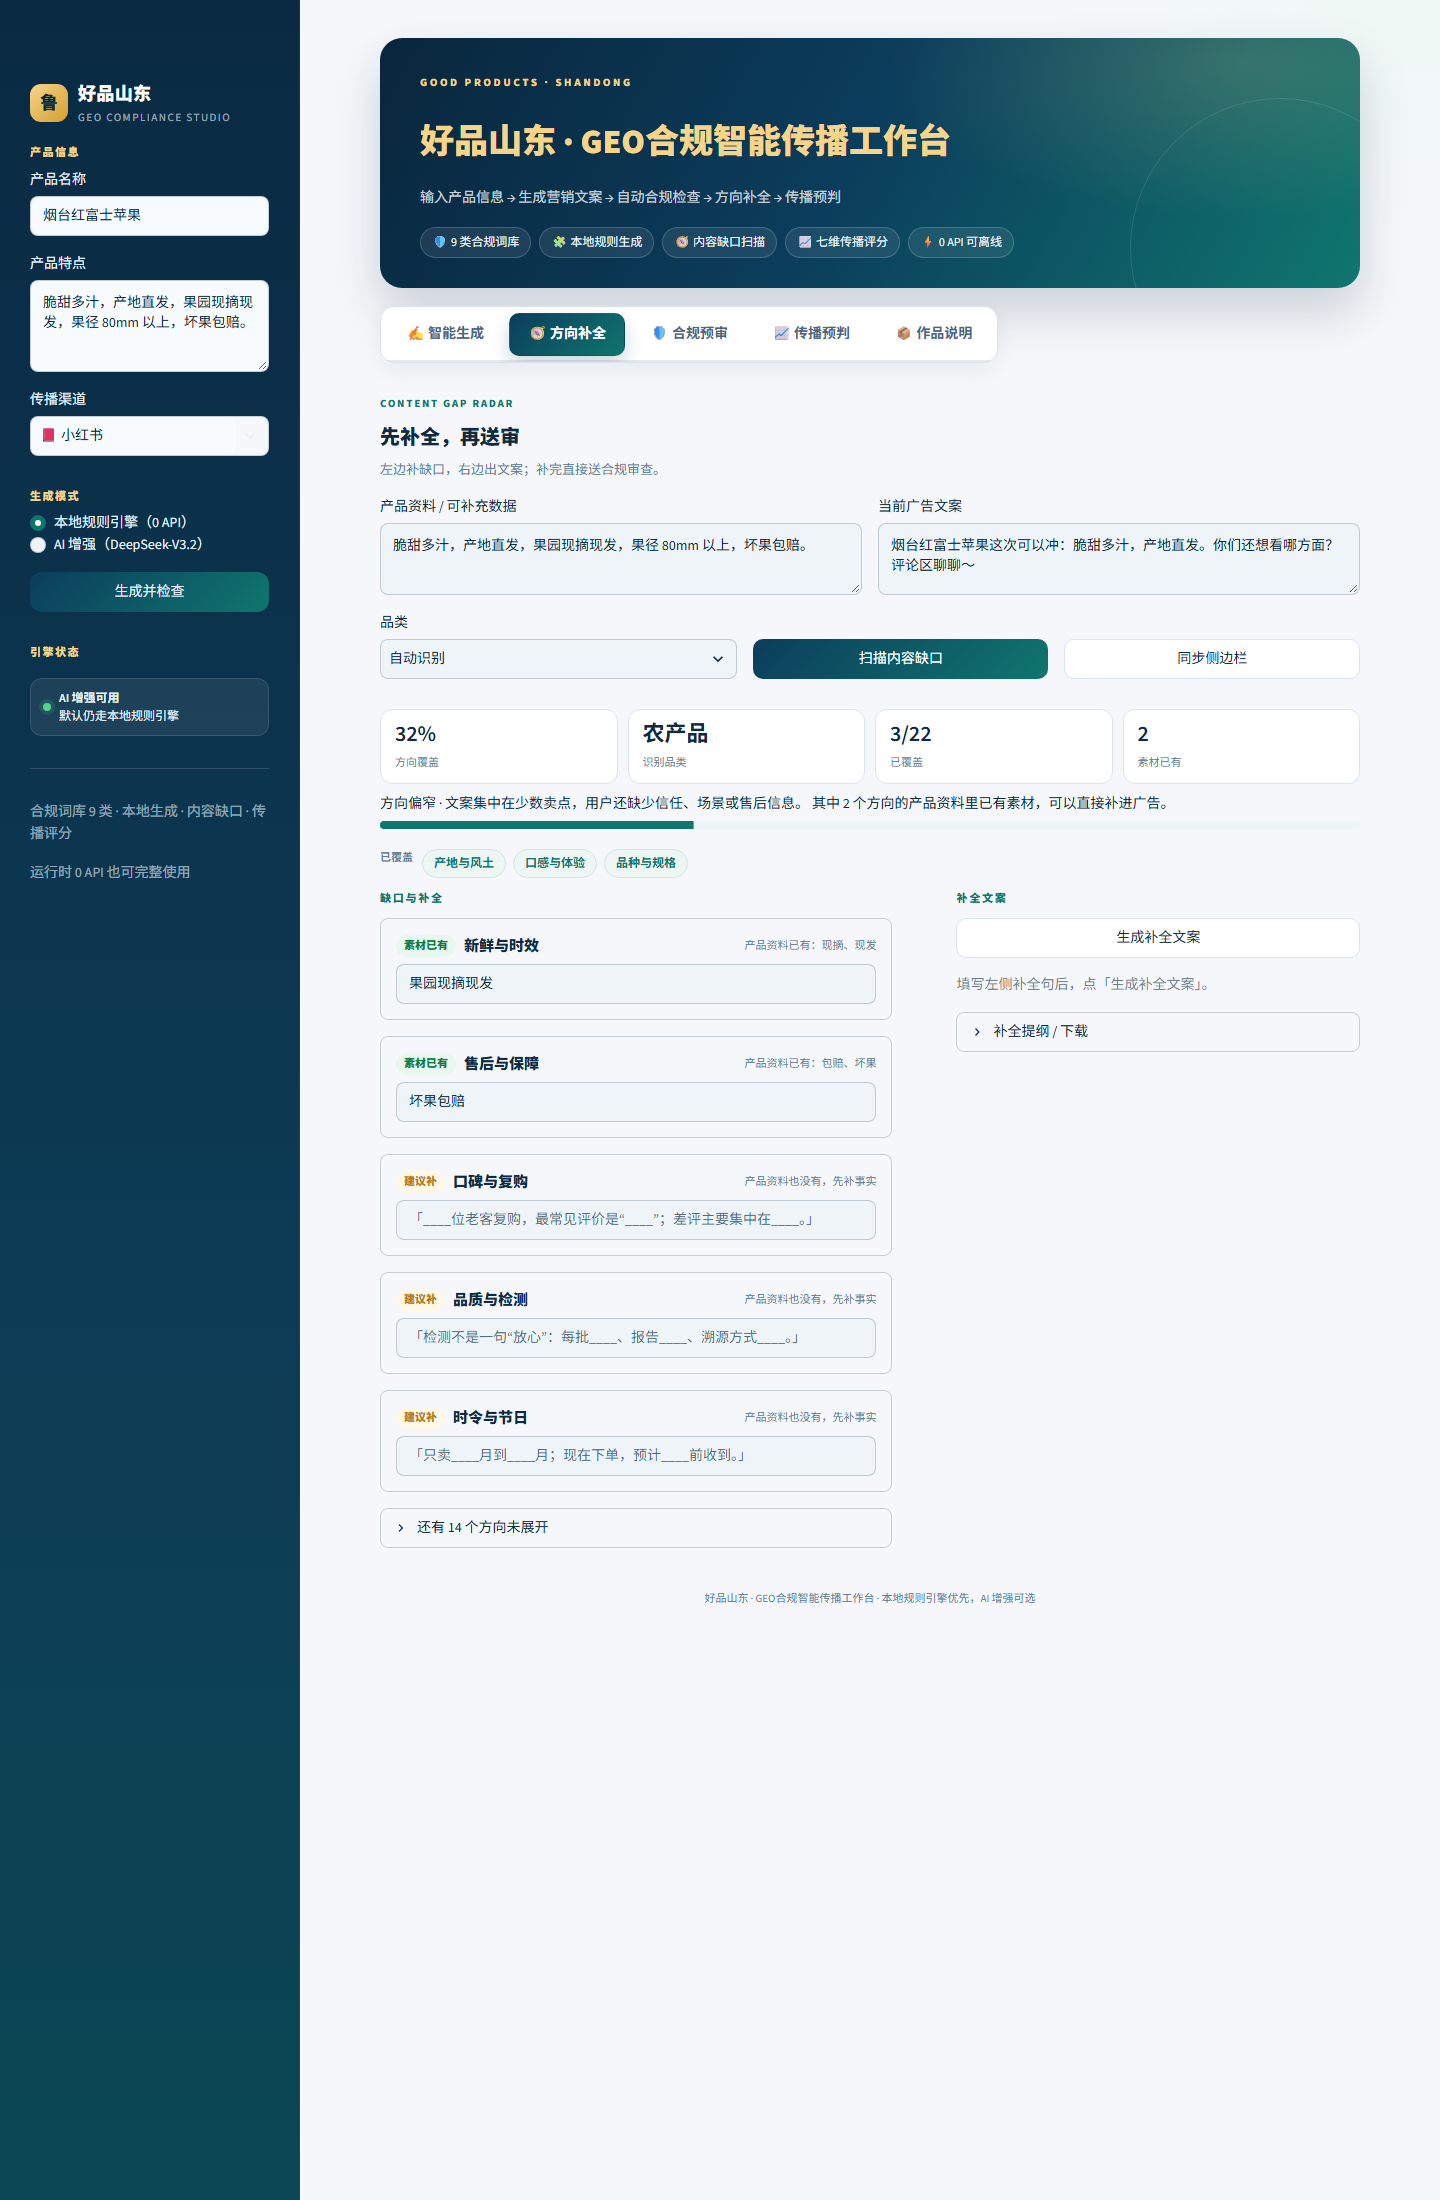 鲁
好品山东
GEO COMPLIANCE STUDIO
产品信息
产品名称
烟台红富士苹果
产品特点
脆甜多汁，产地直发，果园现摘现
发，果径 80mm 以上，坏果包赔。
传播渠道
小红书
生成模式
本地规则引擎（0 API）
AI 增强（DeepSeek-V3.2）
生成并检查
引擎状态
AI 增强可用
默认仍走本地规则引擎
合规词库 9 类 · 本地生成 · 内容缺口 · 传
播评分
运行时 0 API 也可完整使用
GOOD PRODUCTS · SHANDONG
好品山东 · GEO合规智能传播工作台
输入产品信息 → 生成营销文案 → 自动合规检查 → 方向补全 → 传播预判
9 类合规词库
本地规则生成
内容缺口扫描
七维传播评分
0 API 可离线
智能生成
方向补全
合规预审
传播预判
作品说明
CONTENT GAP RADAR
先补全，再送审
左边补缺口，右边出文案；补完直接送合规审查。
产品资料 / 可补充数据
脆甜多汁，产地直发，果园现摘现发，果径 80mm 以上，坏果包赔。
当前广告文案
烟台红富士苹果这次可以冲：脆甜多汁，产地直发。你们还想看哪方面？
评论区聊聊～
品类
自动识别
扫描内容缺口
同步侧边栏
32%
方向覆盖
农产品
识别品类
3/22
已覆盖
2
素材已有
方向偏窄 · 文案集中在少数卖点，用户还缺少信任、场景或售后信息。 其中 2 个方向的产品资料里已有素材，可以直接补进广告。
已覆盖
产地与风土
口感与体验
品种与规格
缺口与补全
素材已有 新鲜与时效 产品资料已有：现摘、现发
果园现摘现发
素材已有 售后与保障 产品资料已有：包赔、坏果
坏果包赔
建议补 口碑与复购 产品资料也没有，先补事实
「____位老客复购，最常见评价是“____”；差评主要集中在____。」
建议补 品质与检测 产品资料也没有，先补事实
「检测不是一句“放心”：每批____、报告____、溯源方式____。」
建议补 时令与节日 产品资料也没有，先补事实
「只卖____月到____月；现在下单，预计____前收到。」
还有 14 个方向未展开
补全文案
生成补全文案
填写左侧补全句后，点「生成补全文案」。
补全提纲 / 下载
好品山东 · GEO合规智能传播工作台 · 本地规则引擎优先，AI 增强可选